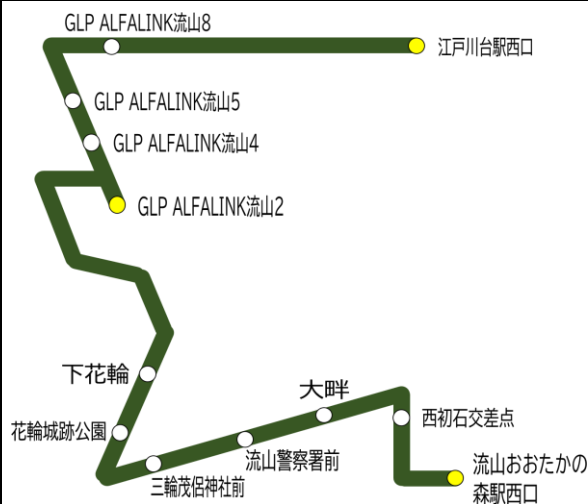 GLP ALFALINK流山8
江戸川台駅西口
GLP ALFALINK流山5
GLP ALFALINK流山4
GLP ALFALINK流山2
下花輪
大畔
花輪城跡公園
西初石交差点
流山警察署前
三輪茂侶神社前
流山おおたかの
森駅西口